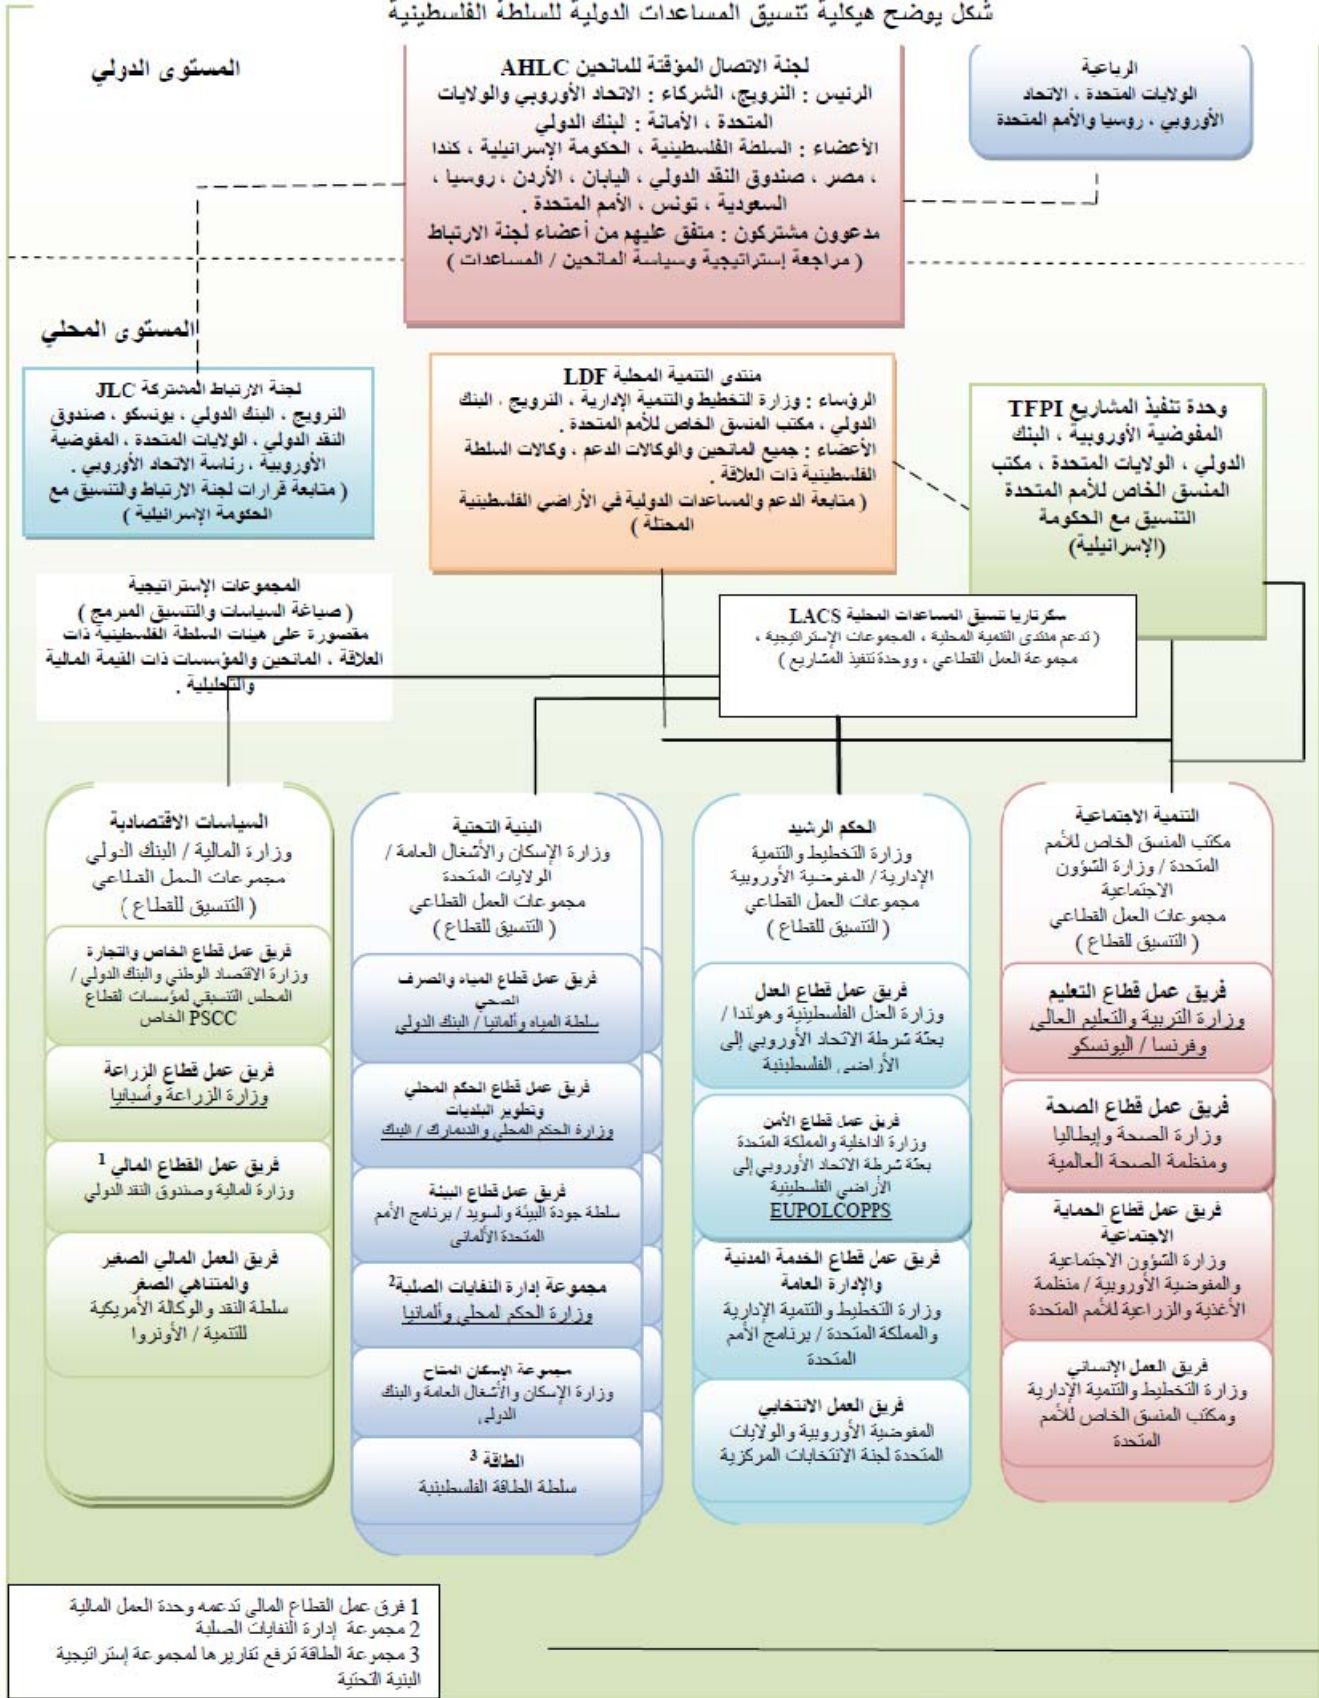 شكل يوضح هيكلية تنسيق المساعدات الدولية للسلطة الفلسطينية
المستوى الدولي
الرباعية
الولايات المتحدة ، الاتحاد
الأوروبي ، روسيا والأمم المتحدة
لجنة الاتصال المؤقتة للمانحين AHLC
الرئيس : النرويج، الشركاء : الاتحاد الأوروبي والولايات
المتحدة ، الأمانة : البنك الدولي
الأعضاء : السلطة الفلسطينية ، الحكومة الإسرائيلية ، كندا
، مصر ، صندوق النقد الدولي ، اليابان ، الأردن ، روسيا ،
السعودية ، تونس ، الأمم المتحدة .
مدعوون مشتركون : متفق عليهم من أعضاء لجنة الارتباط
( مراجعة إستراتيجية وسياسة المانحين / المساعدات )
المستوى المحلي
وحدة تنفيذ المشاريع TFPI
المفوضية الأوروبية ، البنك
الدولي ، الولايات المتحدة ، مكتب
المنسق الخاص للأمم المتحدة
التنسيق مع الحكومة
(الإسرائيلية)
منتدى التنمية المحلية LDF
الرؤساء : وزارة التخطيط والتنمية الإدارية ، النرويج ، البنك
الدولي ، مكتب المنسق الخاص للأمم المتحدة .
الأعضاء : جميع المانحين والوكالات الدعم ، وكالات السلطة
الفلسطينية ذات العلاقة .
( متابعة الدعم والمساعدات الدولية في الأراضي الفلسطينية
المحتلة )
لجنة الارتباط المشتركة JLC
النرويج ، البنك الدولي ، يونسكو ، صندوق
النقد الدولي ، الولايات المتحدة ، المفوضية
الأوروبية ، رئاسة الاتحاد الأوروبي .
( متابعة قرارات لجنة الارتباط والتنسيق مع
الحكومة الإسرائيلية )
سكرتاريا تنسيق المساعدات المحلية LACS
( تدعم منتدى التنمية المحلية ، المجموعات الإستراتيجية ،
مجموعة العمل القطاعي ، ووحدة تنفيذ المشاريع )
المجموعات الإستراتيجية
( صياغة السياسات والتنسيق المبرمج )
مقصورة على هيئات السلطة الفلسطينية ذات
العلاقة ، المانحين والمؤسسات ذات القيمة المالية
والتحليلية .
التنمية الاجتماعية
مكتب المنسق الخاص للأمم
المتحدة / وزارة الشؤون
الاجتماعية
مجموعات العمل القطاعي
( التنسيق للقطاع )
فريق عمل قطاع التعليم
وزارة التربية والتعليم العالي
وفرنسا / اليونسكو
فريق عمل قطاع الصحة
وزارة الصحة وإيطاليا
ومنظمة الصحة العالمية
فريق عمل قطاع الحماية
الاجتماعية
وزارة الشؤون الاجتماعية
والمفوضية الأوروبية / منظمة
الأغذية والزراعية للأمم المتحدة
فريق العمل الإنساني
وزارة التخطيط والتنمية الإدارية
ومكتب المنسق الخاص للأمم
المتحدة
الحكم الرشيد
وزارة التخطيط والتنمية
الإدارية / المفوضية الأوروبية
مجموعات العمل القطاعي
( التنسيق للقطاع )
فريق عمل قطاع العدل
وزارة العدل الفلسطينية وهولندا /
بعثة شرطة الاتحاد الأوروبي إلى
الأراضي الفلسطينية
فريق عمل قطاع الأمن
وزارة الداخلية والمملكة المتحدة
بعثة شرطة الاتحاد الأوروبي إلى
الأراضي الفلسطينية
EUPOLCOPPS
فريق عمل قطاع الخدمة المدنية
والإدارة العامة
وزارة التخطيط والتنمية الإدارية
والمملكة المتحدة / برنامج الأمم
المتحدة
فريق العمل الانتخابي
المفوضية الأوروبية والولايات
المتحدة لجنة الانتخابات المركزية
البنية التحتية
وزارة الإسكان والأشغال العامة /
الولايات المتحدة
مجموعات العمل القطاعي
( التنسيق للقطاع )
فريق عمل قطاع المياه والصرف
الصحي
سلطة المياه وألمانيا / البنك الدولي
فريق عمل قطاع الحكم المحلي
وتطوير البلديات
وزارة الحكم المحلي والدنمارك / البنك
فريق عمل قطاع البيئة
سلطة جودة البيئة والسويد / برنامج الأمم
المتحدة الألماني
مجموعة إدارة النفايات الصلبة 2
وزارة الحكم لمحلي وألمانيا
مجموعة الإسكان المتاح
وزارة الإسكان والأشغال العامة والبنك
الدولي
الطاقة 3
سلطة الطاقة الفلسطينية
السياسات الاقتصادية
وزارة المالية / البنك الدولي
مجموعات العمل القطاعي
( التنسيق للقطاع )
فريق عمل قطاع الخاص والتجارة
وزارة الاقتصاد الوطني والبنك الدولي /
المجلس التنسيقي لمؤسسات لقطاع
الخاص PSCC
فريق عمل قطاع الزراعة
وزارة الزراعة وأسبانيا
فريق عمل القطاع المالي 1
وزارة المالية وصندوق النقد الدولي
فريق العمل المالي الصغير
والمتناهي الصغر
سلطة النقد والوكالة الأمريكية
للتنمية / الأونروا
1 فرق عمل القطاع المالي تدعمه وحدة العمل المالية
2 مجموعة إدارة النفايات الصلبة
3 مجموعة الطاقة ترفع تقاريرها لمجموعة إستراتيجية
البنية التحتية